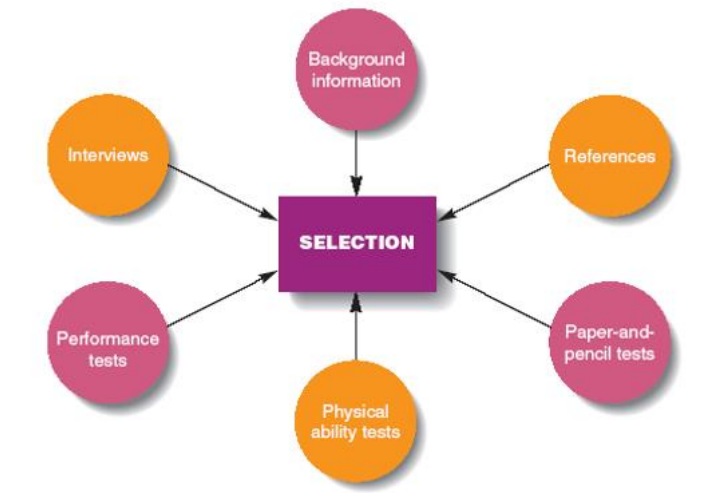 Background
information
Interviews
References
SELECTION
Performance
tests
Paper-and-
pencil tests
Physical
ability tests